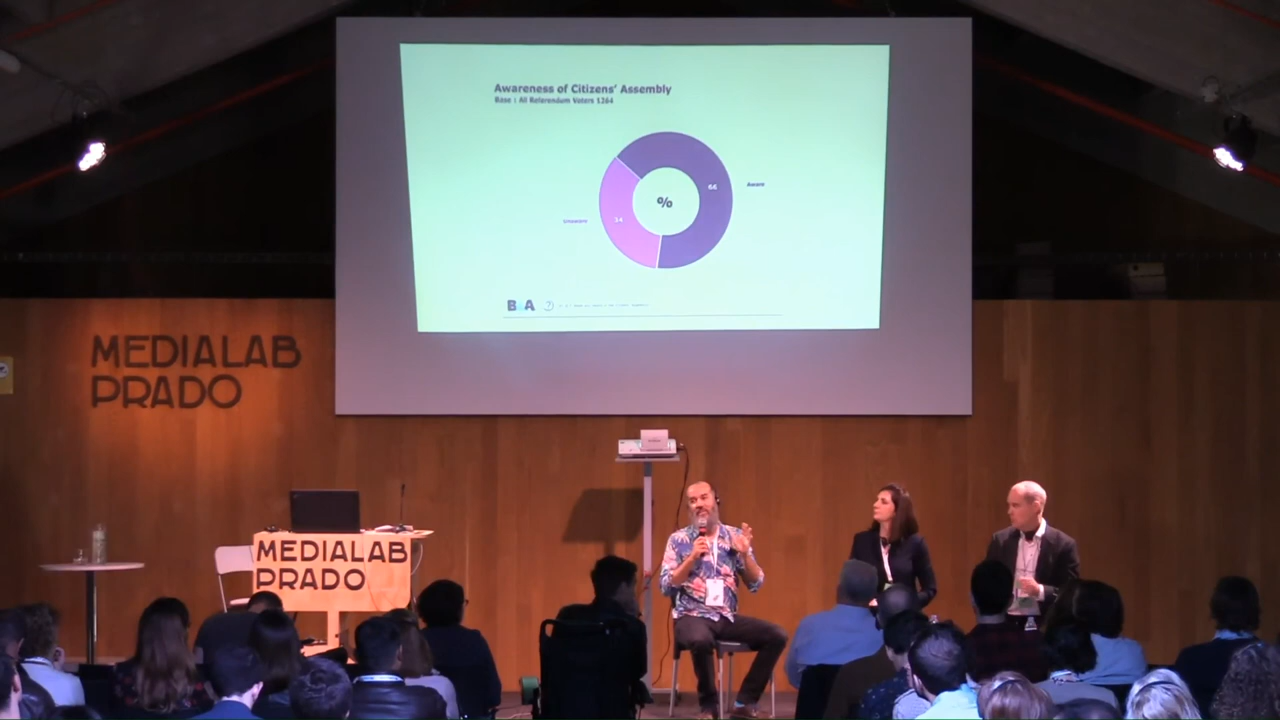 Awareness of Citizens' Assembly
Base : All Referendum Voters 1264
66
Aware
%
Unaware
34
B&A
MEDIALAB
PRADO
MEDIALAB
PRADO